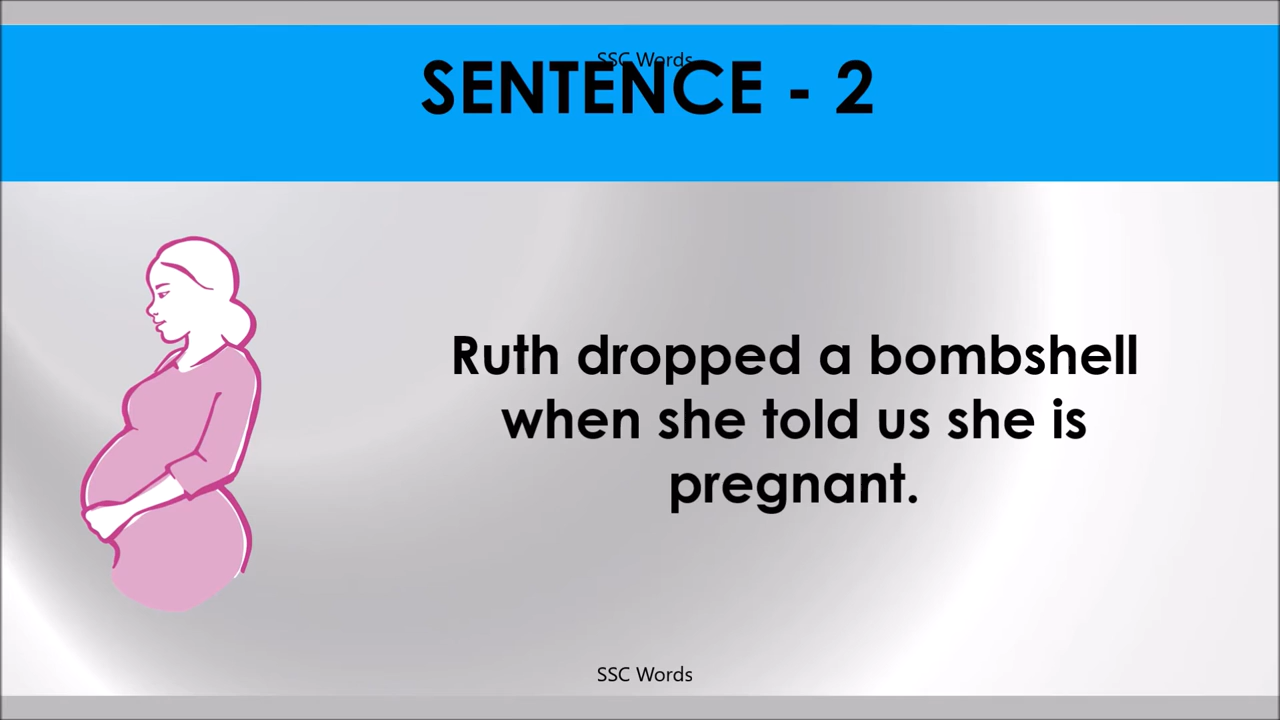 SSC Words
SENTENCE - 2
Ruth dropped a bombshell
when she told us she is
pregnant.
SSC Words